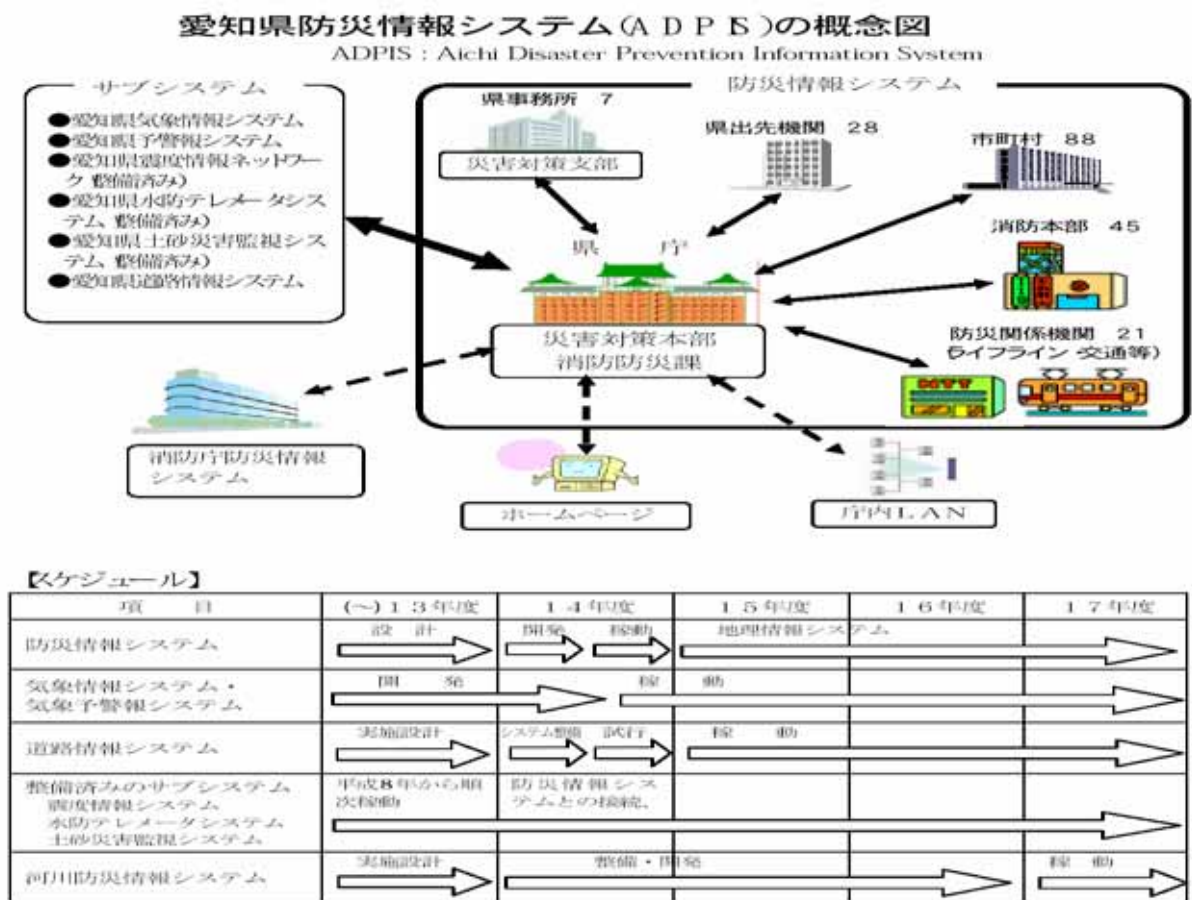 愛知県防災情報システム(ADPIS)の概念図
ADPIS : Aichi Disaster Prevention Information System
サブシステム
●愛知県気象情報システム
●愛知県予警報システム
●愛知県震度情報ネットワー
ク(整備済み)
●愛知県水防テレメータシス
テム(整備済み)
●愛知県土砂災害監視シス
テム(整備済み)
●愛知県道路情報システム
防災情報システム
県事務所 7
災害対策支部
県出先機関 28
市町村 88
消防本部 45
防災関係機関 21
(ライフライン・交通等)
NTT
県 庁
災害対策本部
消防防災課
消防庁防災情報
システム
ホームページ
庁内LAN
【スケジュール】
項 目 (~)13年度 14年度 15年度 16年度 17年度
防災情報システム 設 計 開発 稼動 地理情報システム
気象情報システム・
気象予警報システム 開 発 稼 動
道路情報システム 実施設計 システム整備 試行 稼 動
整備済みのサブシステム 平成8年から順 防災情報シス
震度情報システム 次稼動 テムとの接続、
水防テレメータシステム
土砂災害監視システム
河川防災情報システム 実施設計 整備・開発 稼 動